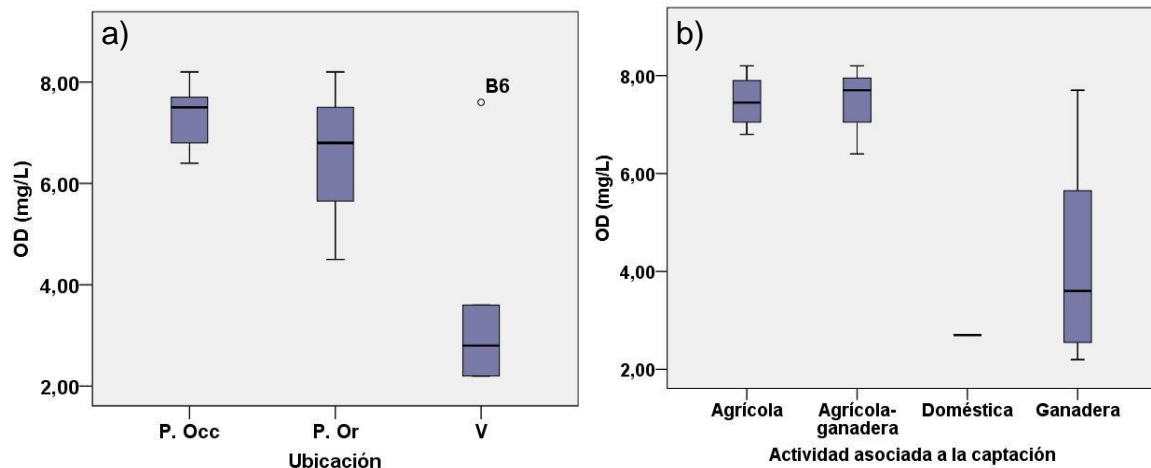 a)
B6
8,00
6,00
4,00
2,00
OD (mg/L)
P. Occ P. Or V
Ubicación
b)
8,00
6,00
4,00
2,00
OD (mg/L)
Agrícola Agrícola- Doméstica Ganadera
ganadera
Actividad asociada a la captación